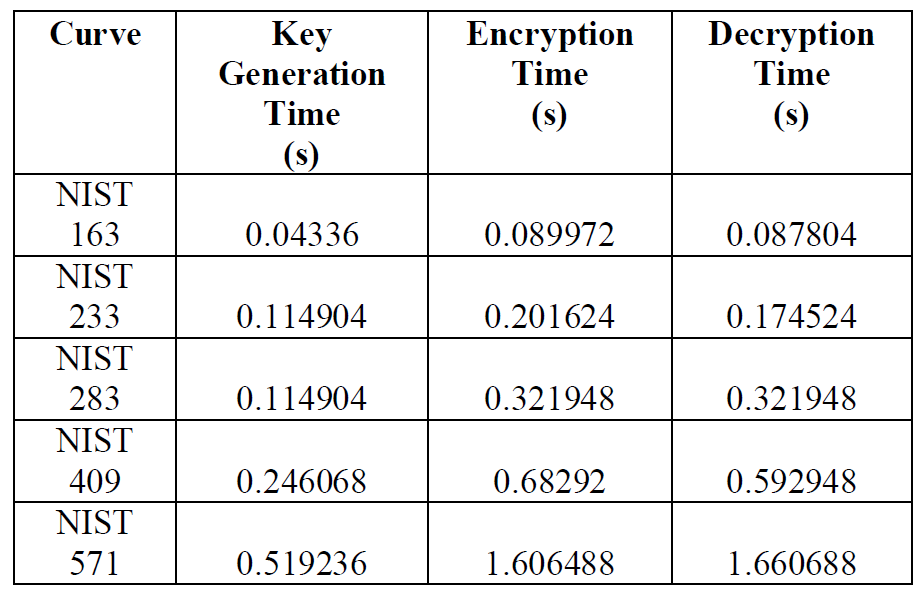 Curve Key Encryption Decryption
Generation Time Time
Time (s) (s)
(s)
NIST
163 0.04336 0.089972 0.087804
NIST
233 0.114904 0.201624 0.174524
NIST
283 0.114904 0.321948 0.321948
NIST
409 0.246068 0.68292 0.592948
NIST
571 0.519236 1.606488 1.660688